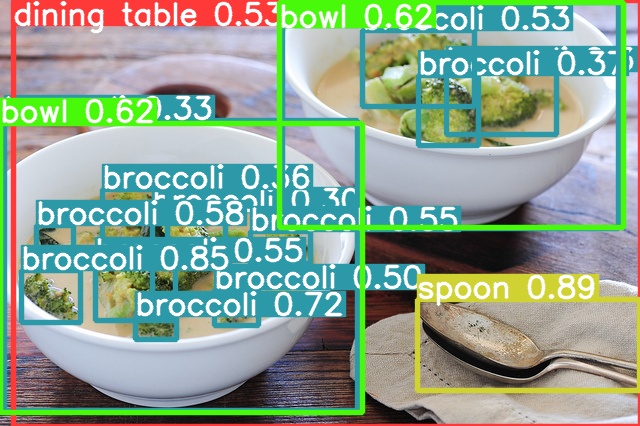 dining table 0.53
bowl 0.62
coli 0.53
broccoli 0.37
bowl 0.62
0.33
broccoli 0.56
broccoli 0.30
broccoli 0.58
broccoli 0.55
0.55
broccoli 0.85
broccoli 0.50
spoon 0.89
broccoli 0.72